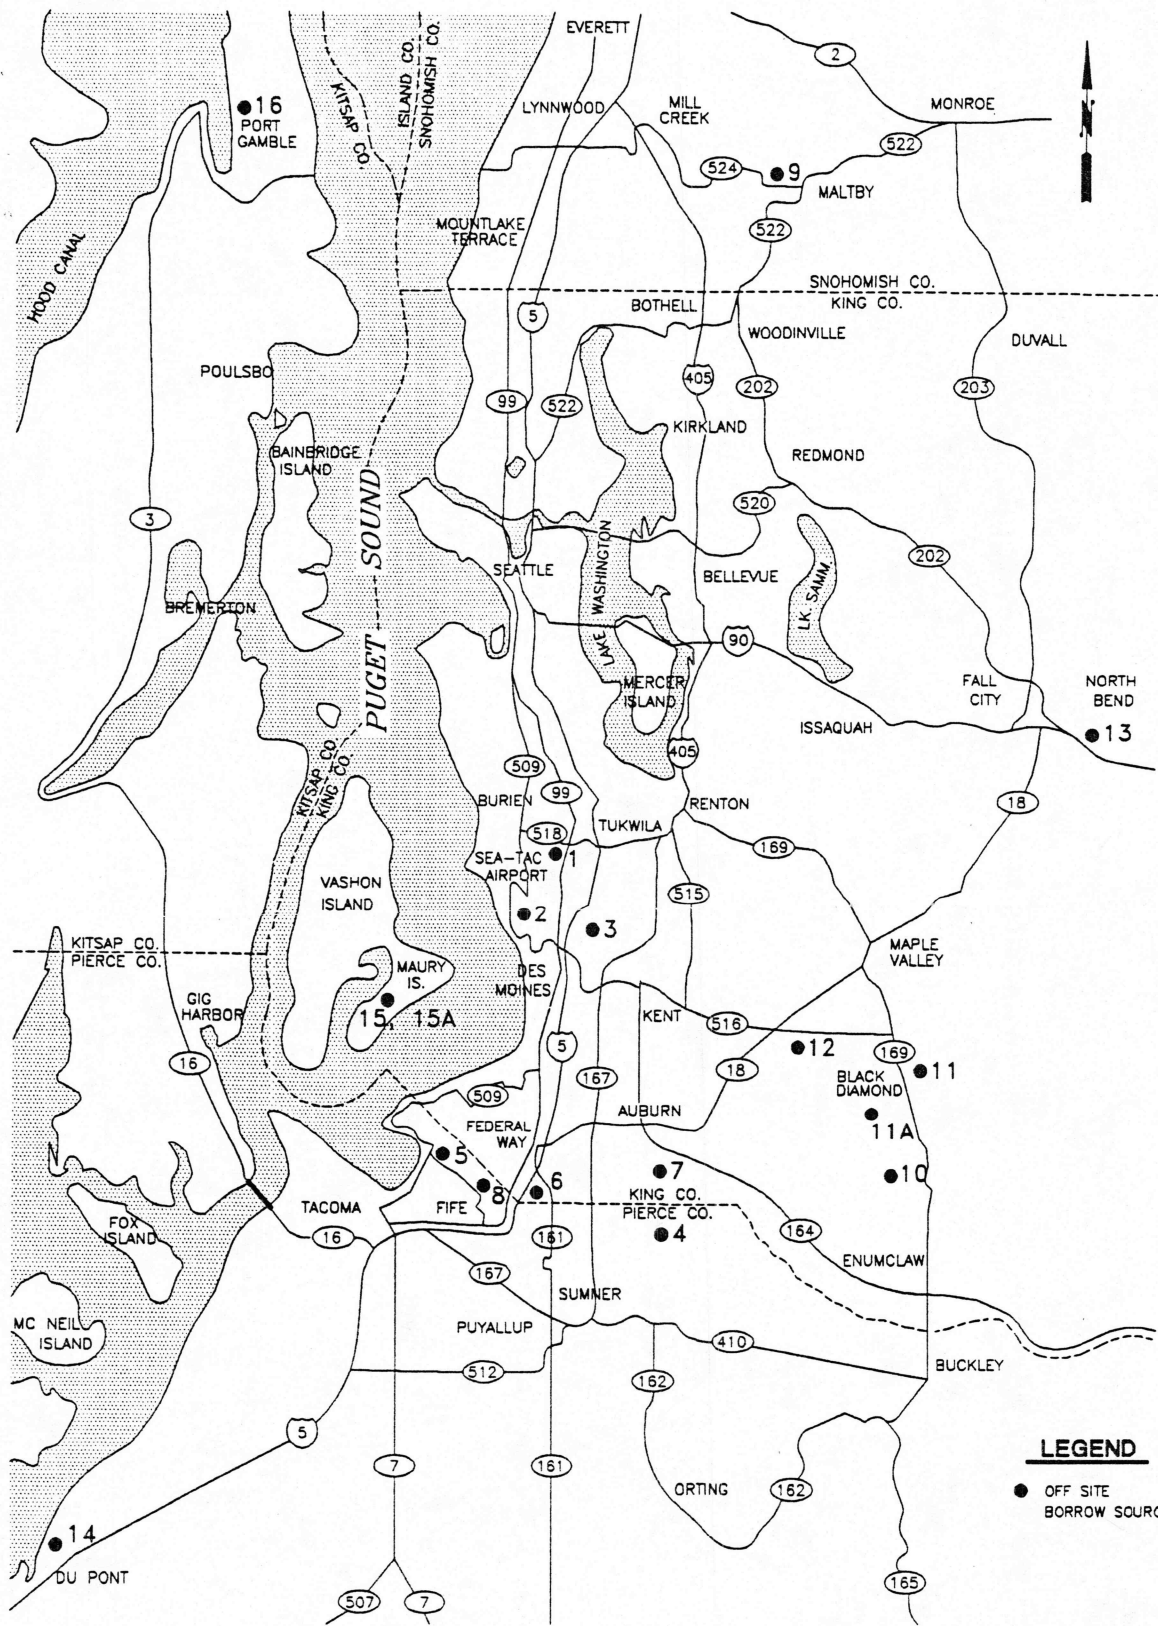 EVERETT
ISLAND CO.
SNOHOMISH CO.
KITSAP CO.
2
LYNNWOOD
MILL
CREEK
MONROE
N
16
PORT
GAMBLE
522
524
9
MALTBY
522
MOUNTLAKE
TERRACE
HOOD CANAL
SNOHOMISH CO.
KING CO.
BOTHELL
5
WOODINVILLE
DUVALL
POULSBO
99
522
405
202
203
KIRKLAND
BAINBRIDGE
ISLAND
REDMOND
3
520
PUGET SOUND
202
SEATTLE
LAKE WASHINGTON
BELLEVUE
LK. SAMM.
BREMERTON
90
MERCER
ISLAND
FALL
CITY
NORTH
BEND
ISSAQUAH
13
KITSAP CO.
KING CO.
405
509
99
BURIEN
RENTON
18
518
TUKWILA
169
SEA-TAC
AIRPORT
1
VASHON
ISLAND
515
2
3
KITSAP CO.
PIERCE CO.
MAURY
IS.
DES
MOINES
MAPLE
VALLEY
GIG
HARBOR
15, 15A
KENT
516
12
169
16
5
167
18
BLACK
DIAMOND
11
509
FEDERAL
WAY
AUBURN
11A
5
7
10
8
6
TACOMA
FIFE
KING CO.
PIERCE CO.
FOX
ISLAND
16
161
4
164
ENUMCLAW
167
SUMNER
MC NEIL
ISLAND
PUYALLUP
410
512
162
BUCKLEY
5
LEGEND
7
161
ORTING
162
OFF SITE
BORROW SOURC
14
DU PONT
165
507
7